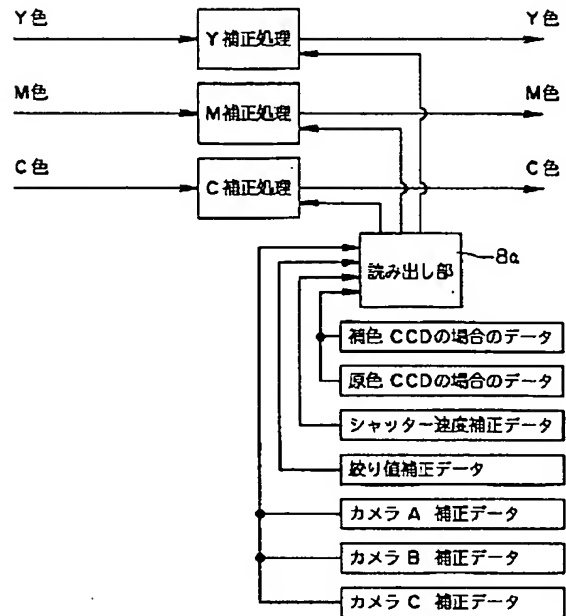 Y色 Y色
Y補正処理
M色 M色
M補正処理
C色 C色
C補正処理
読み出し部 8a
補色 CCDの場合のデータ
原色 CCDの場合のデータ
シャッター速度補正データ
絞り値補正データ
カメラ A 補正データ
カメラ B 補正データ
カメラ C 補正データ